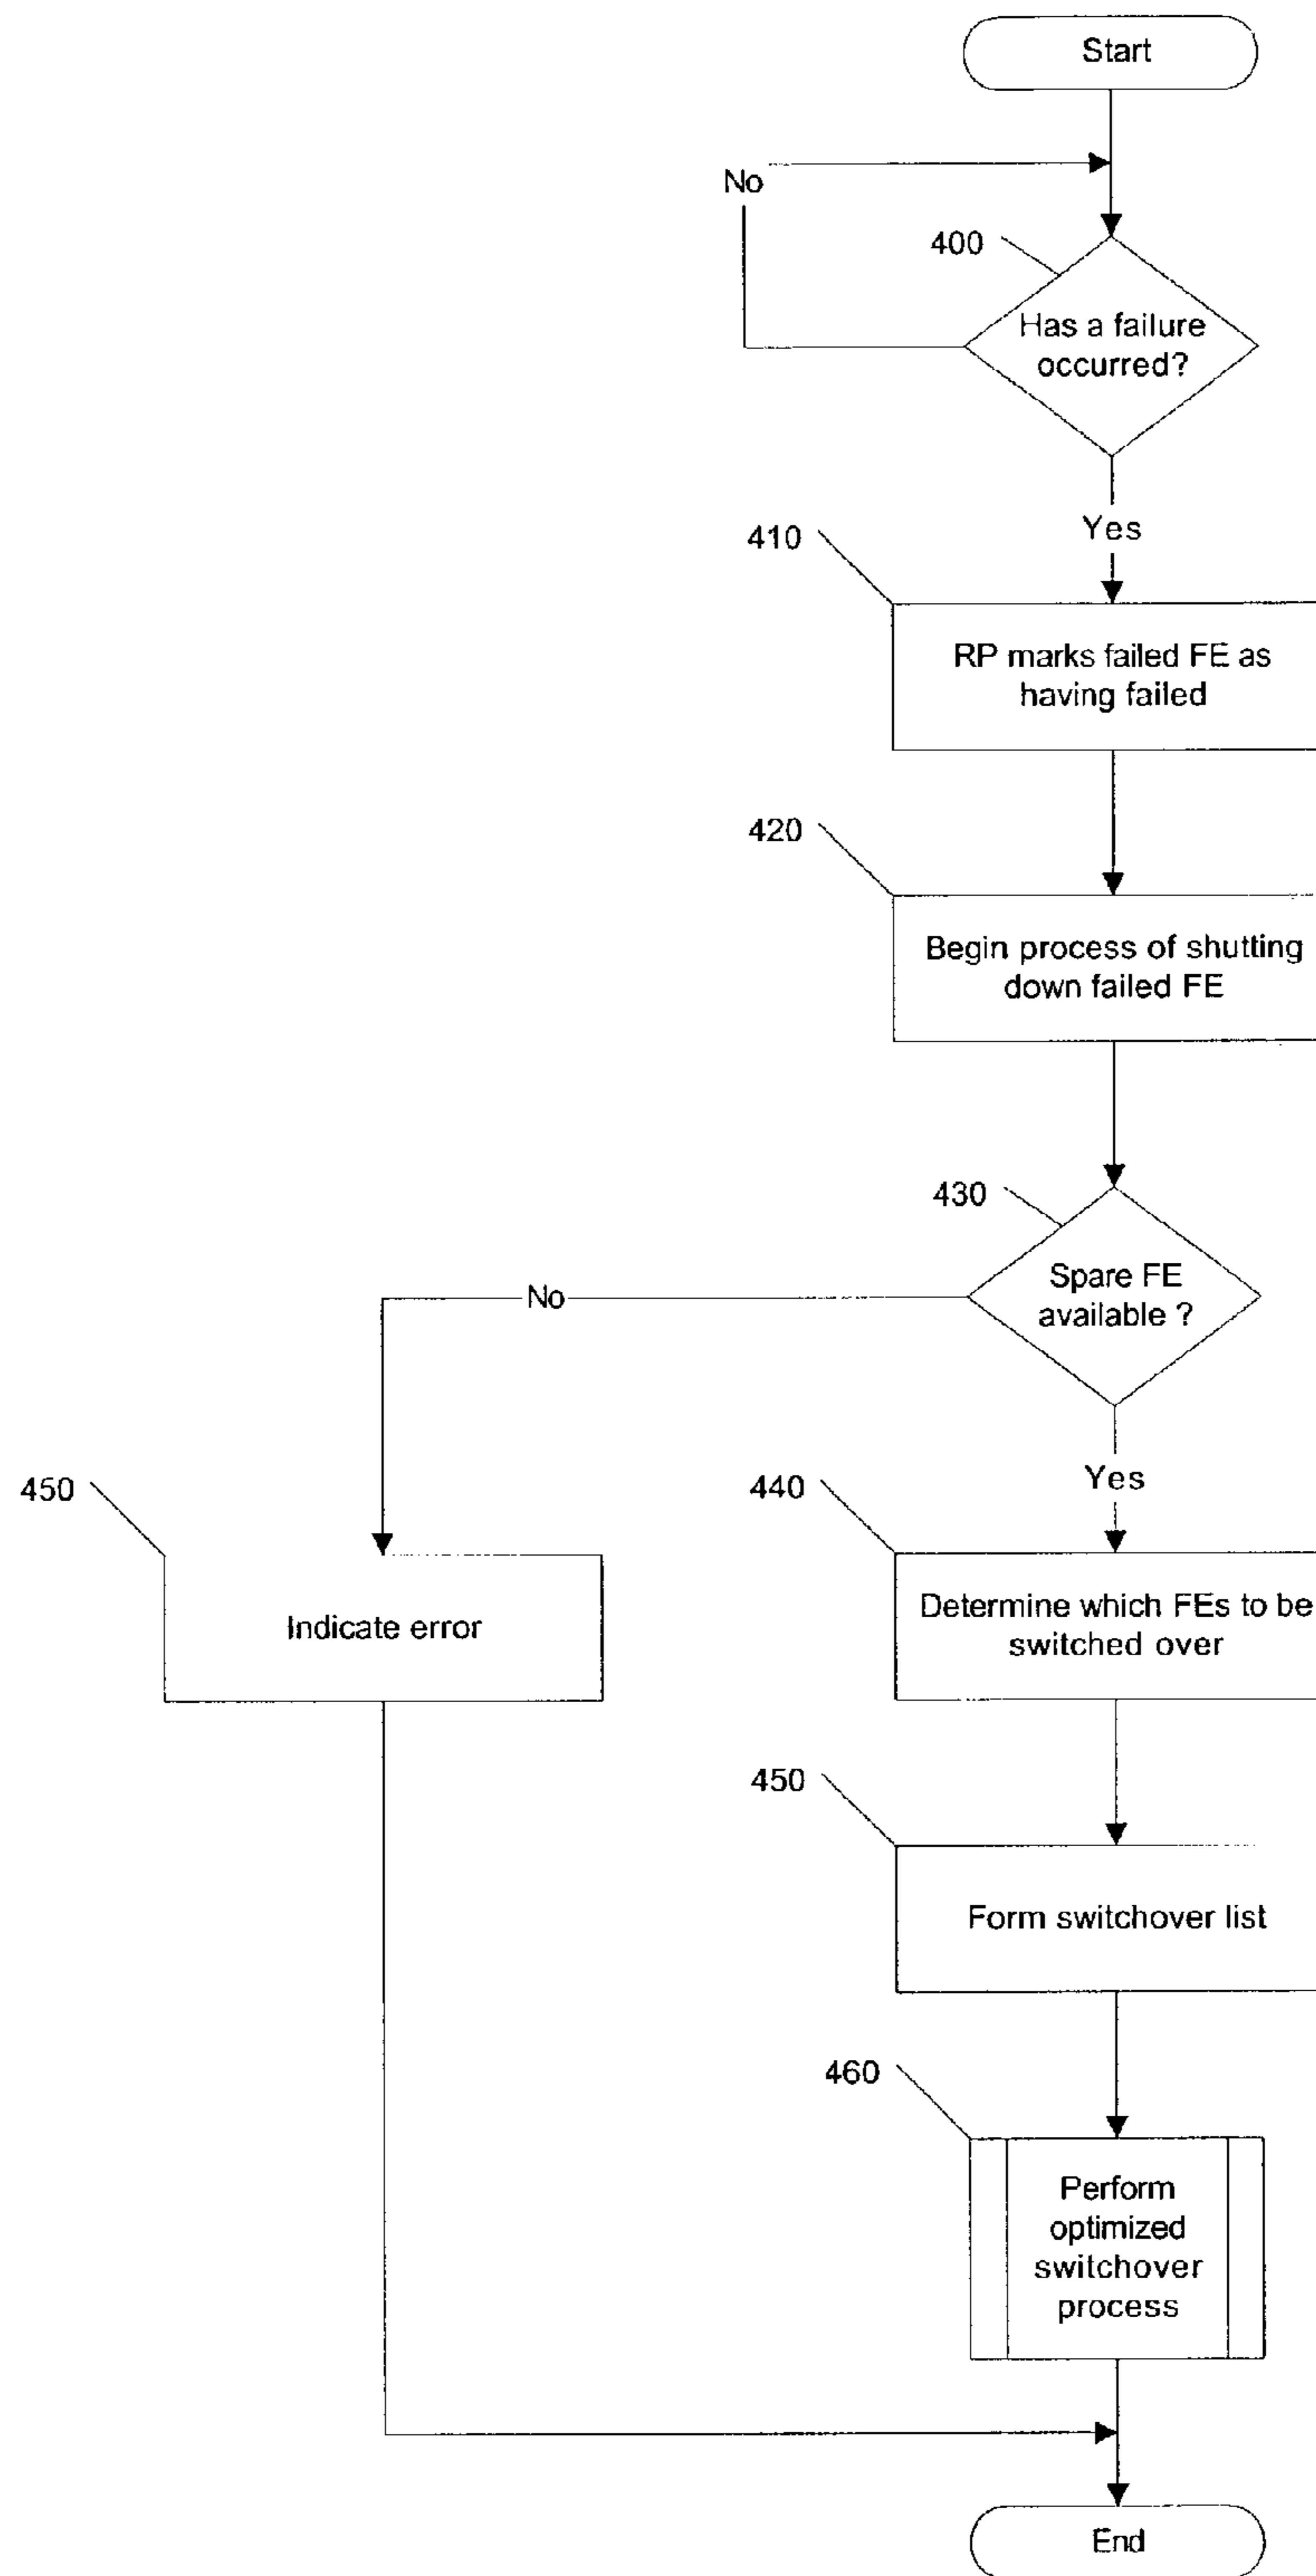 Start
No
400
Has a failure
occurred?
Yes
410
RP marks failed FE as
having failed
420
Begin process of shutting
down failed FE
430
Spare FE
available ?
No
Yes
450
Indicate error
440
Determine which FEs to be
switched over
450
Form switchover list
460
Perform
optimized
switchover
process
End